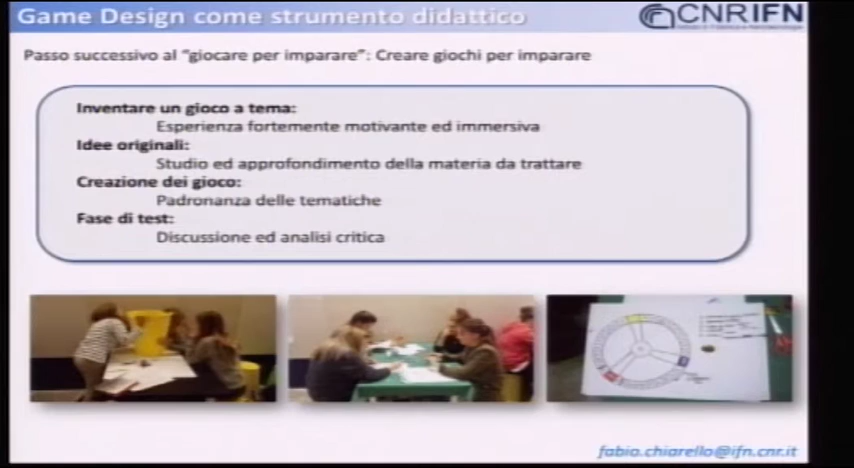 Game Design come strumento didattico
CNRIFN
Passo successivo al "giocare per imparare": Creare giochi per imparare
Inventare un gioco a tema:
Esperienza fortemente motivante ed immersiva
Idee originali:
Studio ed approfondimento della materia da trattare
Creazione dei gioco:
Padronanza delle tematiche
Fase di test:
Discussione ed analisi critica
fabio.chiarello@ifn.cnr.it